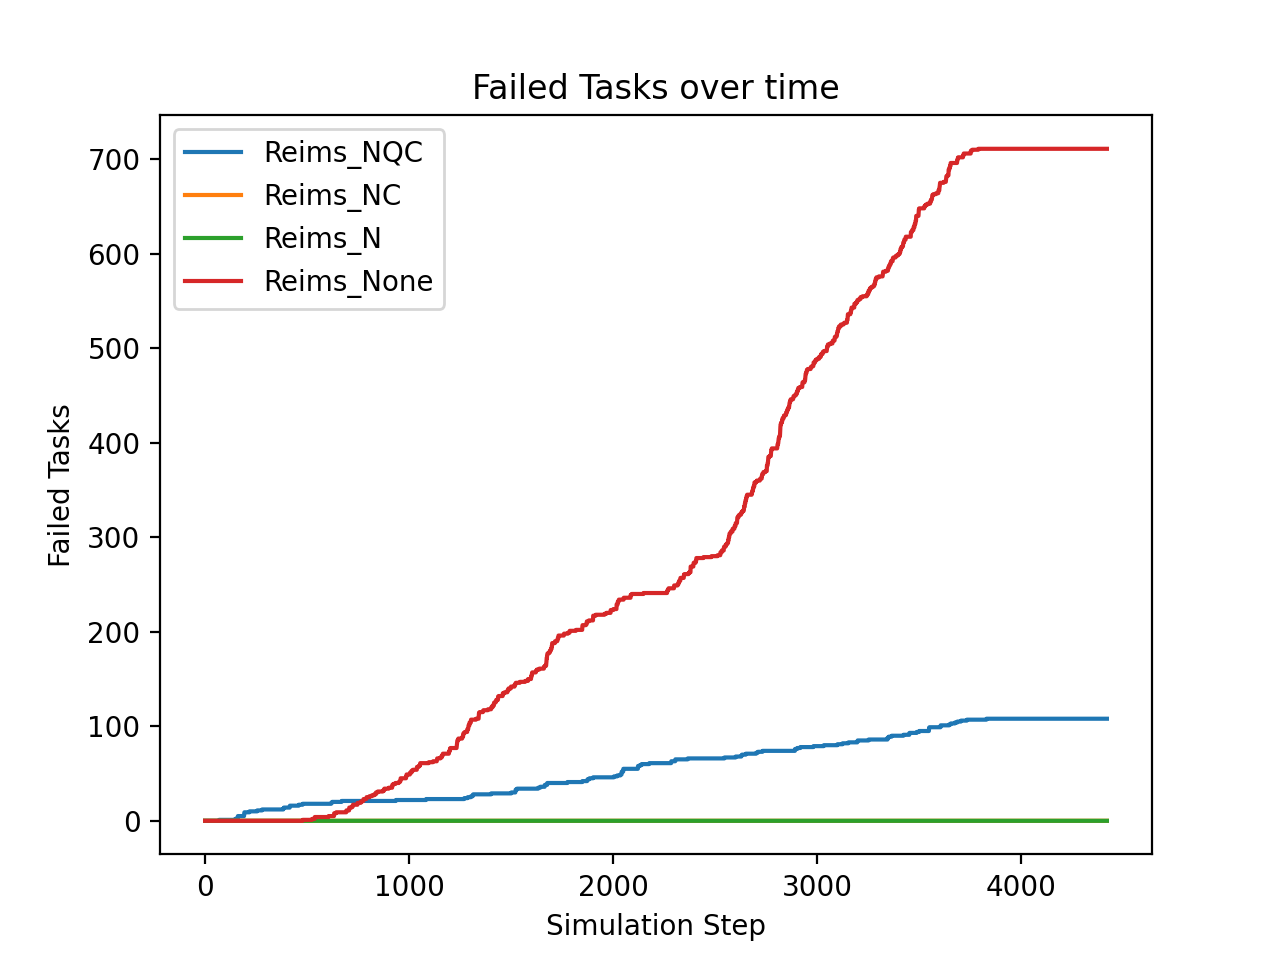 Failed Tasks over time
Reims_NQC
Reims_NC
Reims_N
Reims_None
700
600
500
400
300
200
100
0
Failed Tasks
0 1000 2000 3000 4000
Simulation Step